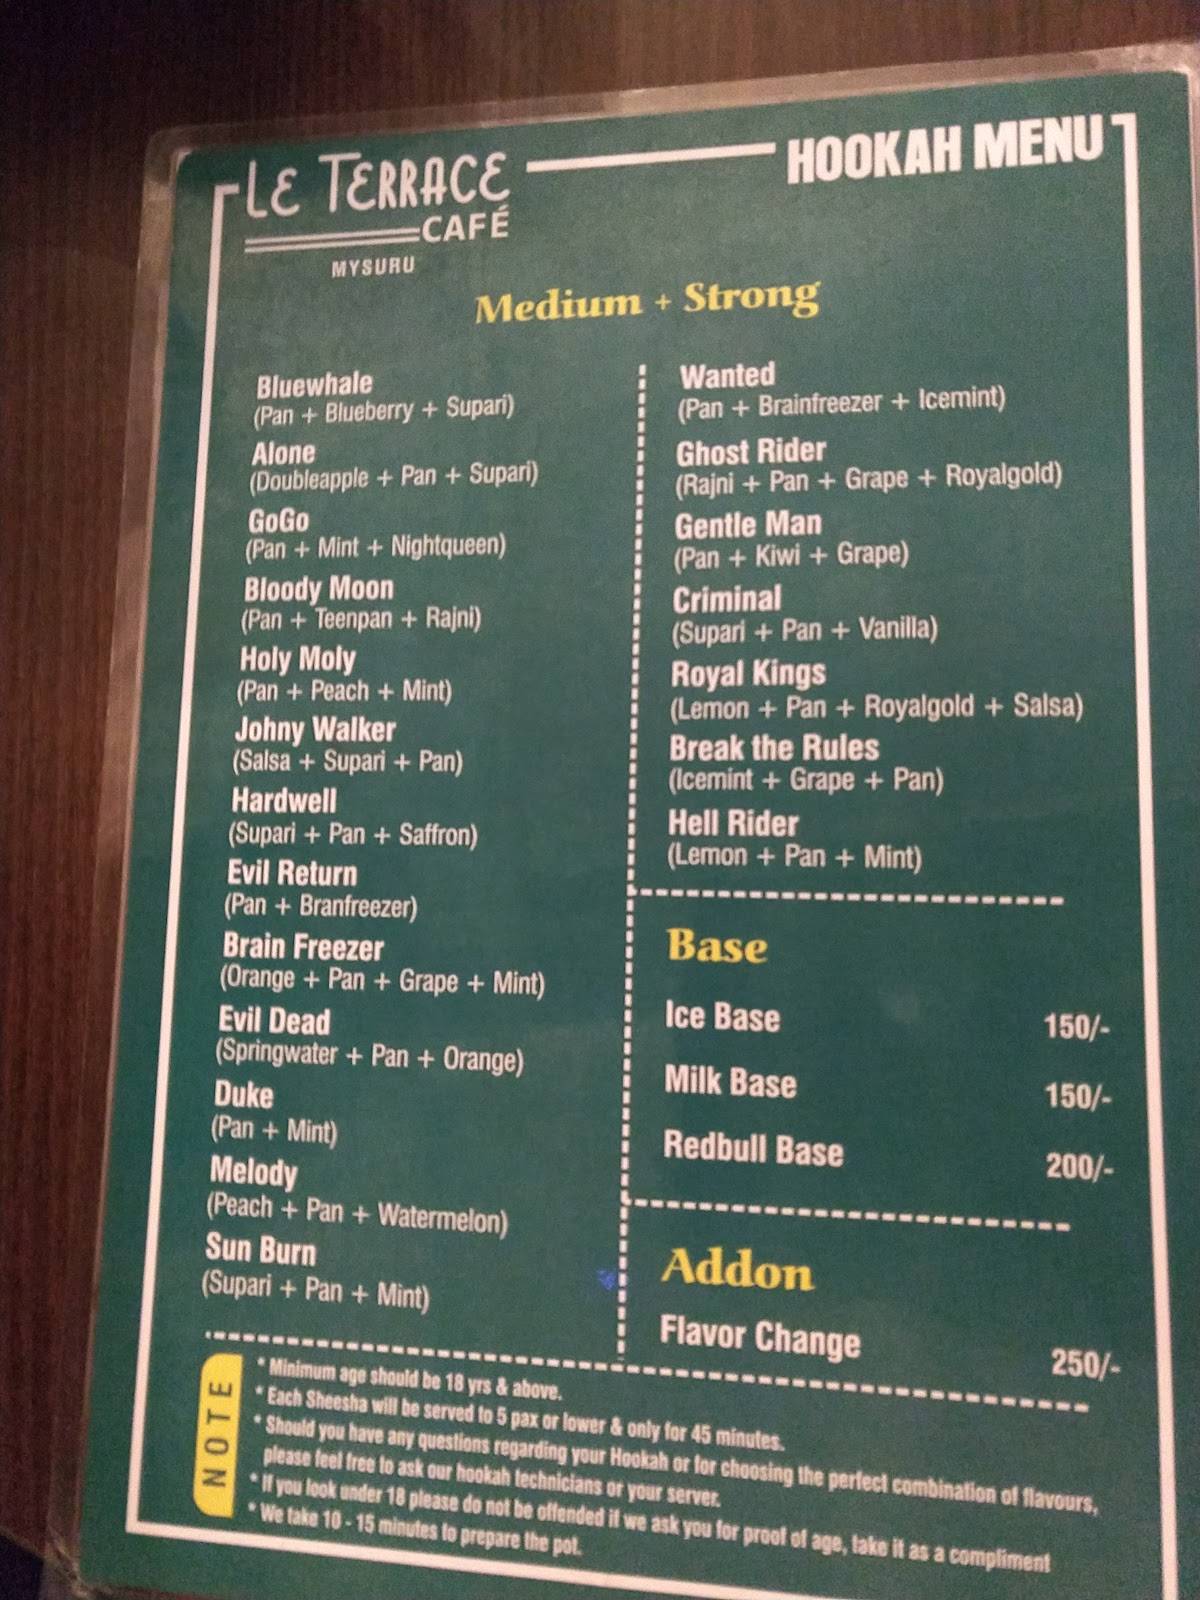 LE TERRACE
CAFÉ
MYSURU
HOOKAH MENU
Medium + Strong
Bluewhale
(Pan + Blueberry + Supari)
Alone
(Doubleapple + Pan + Supari)
GoGo
(Pan + Mint + Nightqueen)
Bloody Moon
(Pan + Teenpan + Rajni)
Holy Moly
(Pan + Peach + Mint)
Johny Walker
(Salsa + Supari + Pan)
Hardwell
(Supari + Pan + Saffron)
Evil Return
(Pan + Branfreezer)
Brain Freezer
(Orange + Pan + Grape + Mint)
Evil Dead
(Springwater + Pan + Orange)
Duke
(Pan + Mint)
Melody
(Peach + Pan + Watermelon)
Sun Burn
(Supari + Pan + Mint)
Wanted
(Pan + Brainfreezer + Icemint)
Ghost Rider
(Rajni + Pan + Grape + Royalgold)
Gentle Man
(Pan + Kiwi + Grape)
Criminal
(Supari + Pan + Vanilla)
Royal Kings
(Lemon + Pan + Royalgold + Salsa)
Break the Rules
(Icemint + Grape + Pan)
Hell Rider
(Lemon + Pan + Mint)
Base
Ice Base 150/-
Milk Base 150/-
Redbull Base 200/-
Addon
Flavor Change 250/-
NOTE
* Minimum age should be 18 yrs & above.
* Each Sheesha will be served to 5 pax or lower & only for 45 minutes.
* Should you have any questions regarding your Hookah or for choosing the perfect combination of flavours,
please feel free to ask our hookah technicians or your server.
* If you look under 18 please do not be offended if we ask you for proof of age, take it as a compliment
* We take 10 - 15 minutes to prepare the pot.